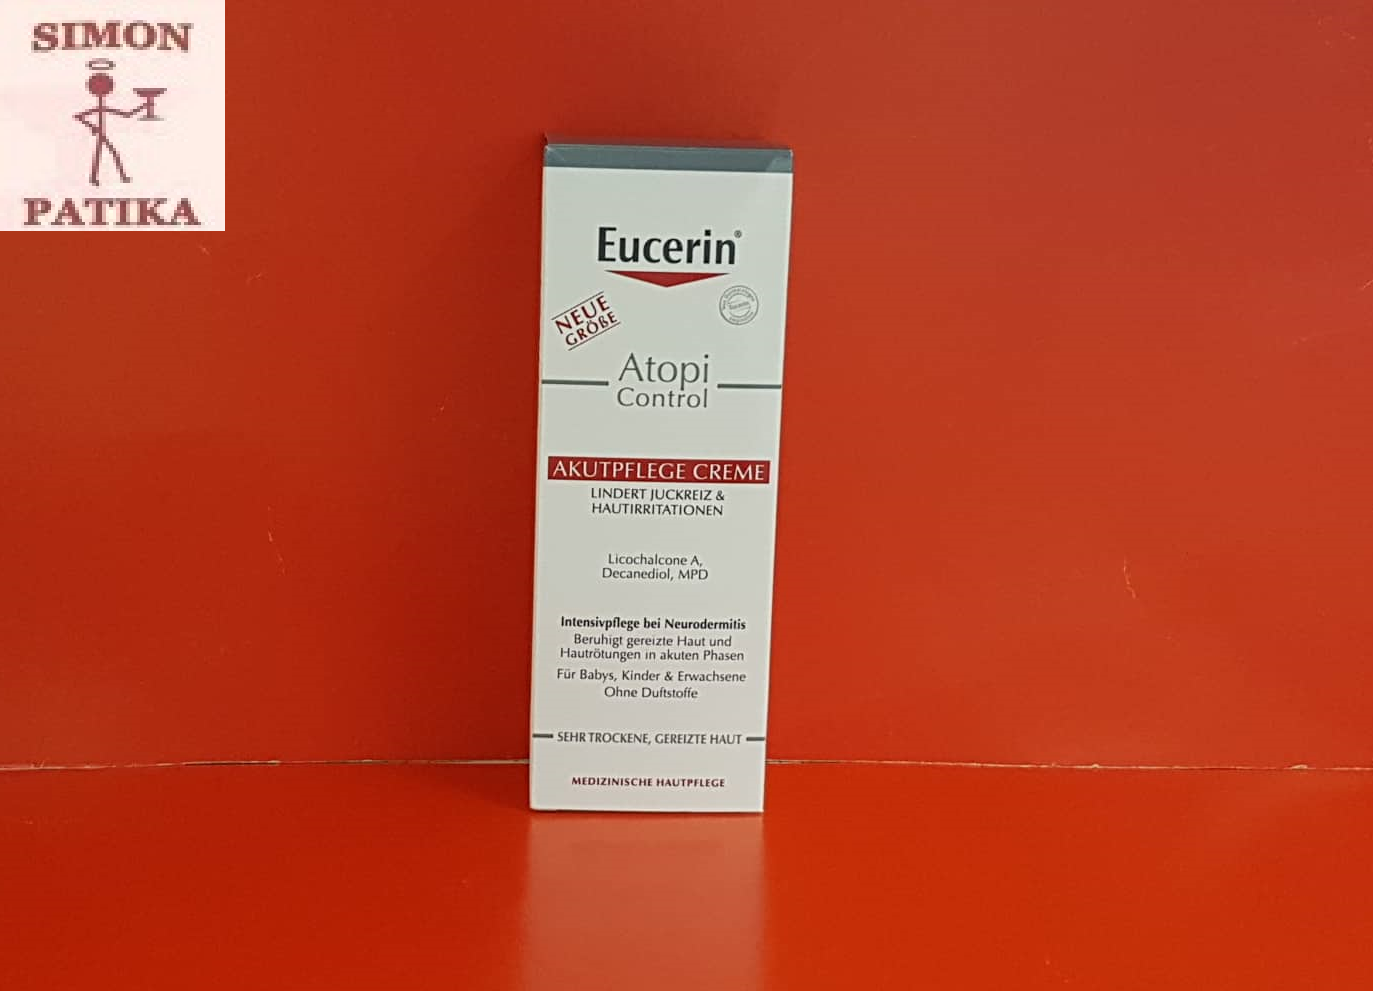 SIMON
PATIKA
Eucerin®
NEUE
GRÖßE
Atopi
Control
AKUTPFLEGE CREME
LINDERT JUCKREIZ &
HAUTIRRITATIONEN
Licochalcone A,
Decanediol, MPD
Intensivpflege bei Neurodermitis
Beruhigt gereizte Haut und
Hautrötungen in akuten Phasen
Für Babys, Kinder & Erwachsene
Ohne Duftstoffe
SEHR TROCKENE, GEREIZTE HAUT
MEDIZINISCHE HAUTPFLEGE